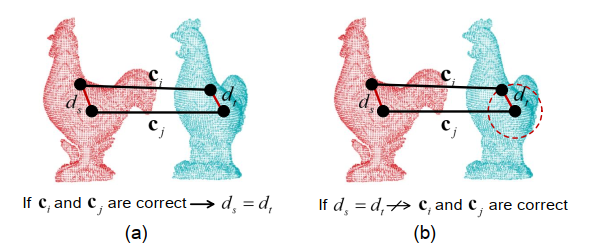 c_i c_i
d_s d_t d_s d_t
c_j c_j
If c_i and c_j are correct → d_s = d_t If d_s = d_t ↛ c_i and c_j are correct
(a) (b)